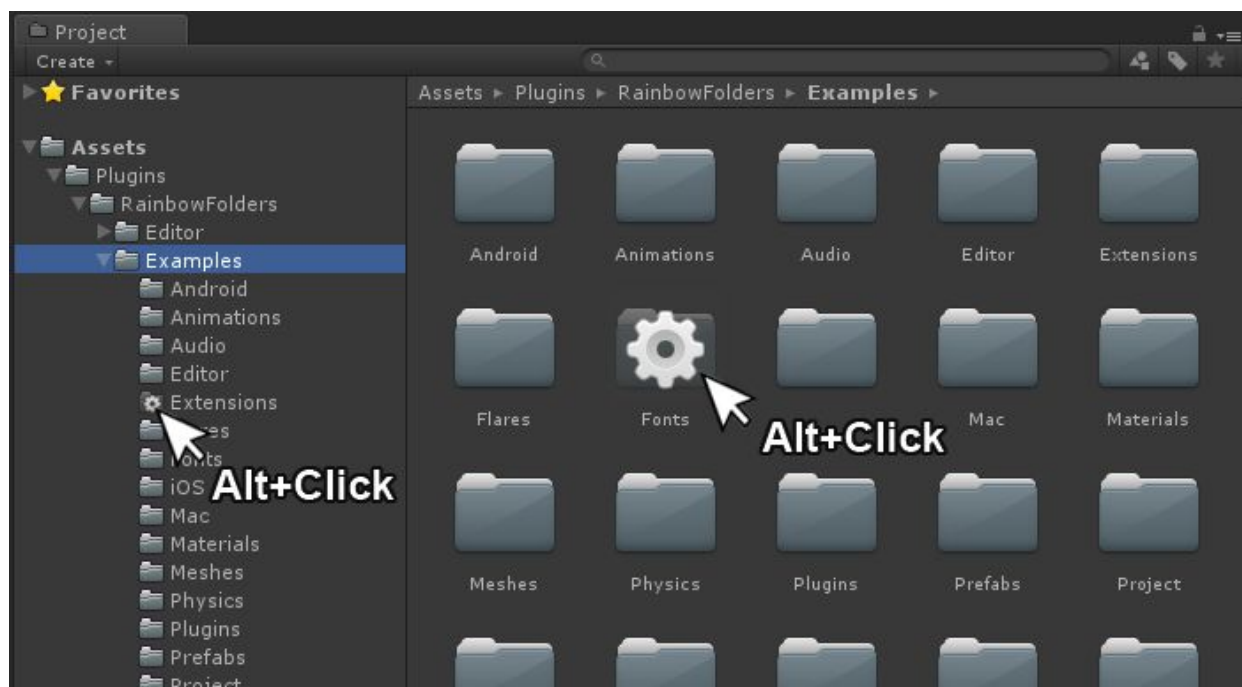 Project
Create
Favorites
Assets
Plugins
RainbowFolders
Editor
Examples
Android
Animations
Audio
Editor
Extensions
iOS
Mac
Materials
Meshes
Physics
Plugins
Prefabs
Project
Alt+Click
Assets Plugins RainbowFolders Examples
Android Animations Audio Editor Extensions
Flares Fonts Mac Materials
Alt+Click
Meshes Physics Plugins Prefabs Project